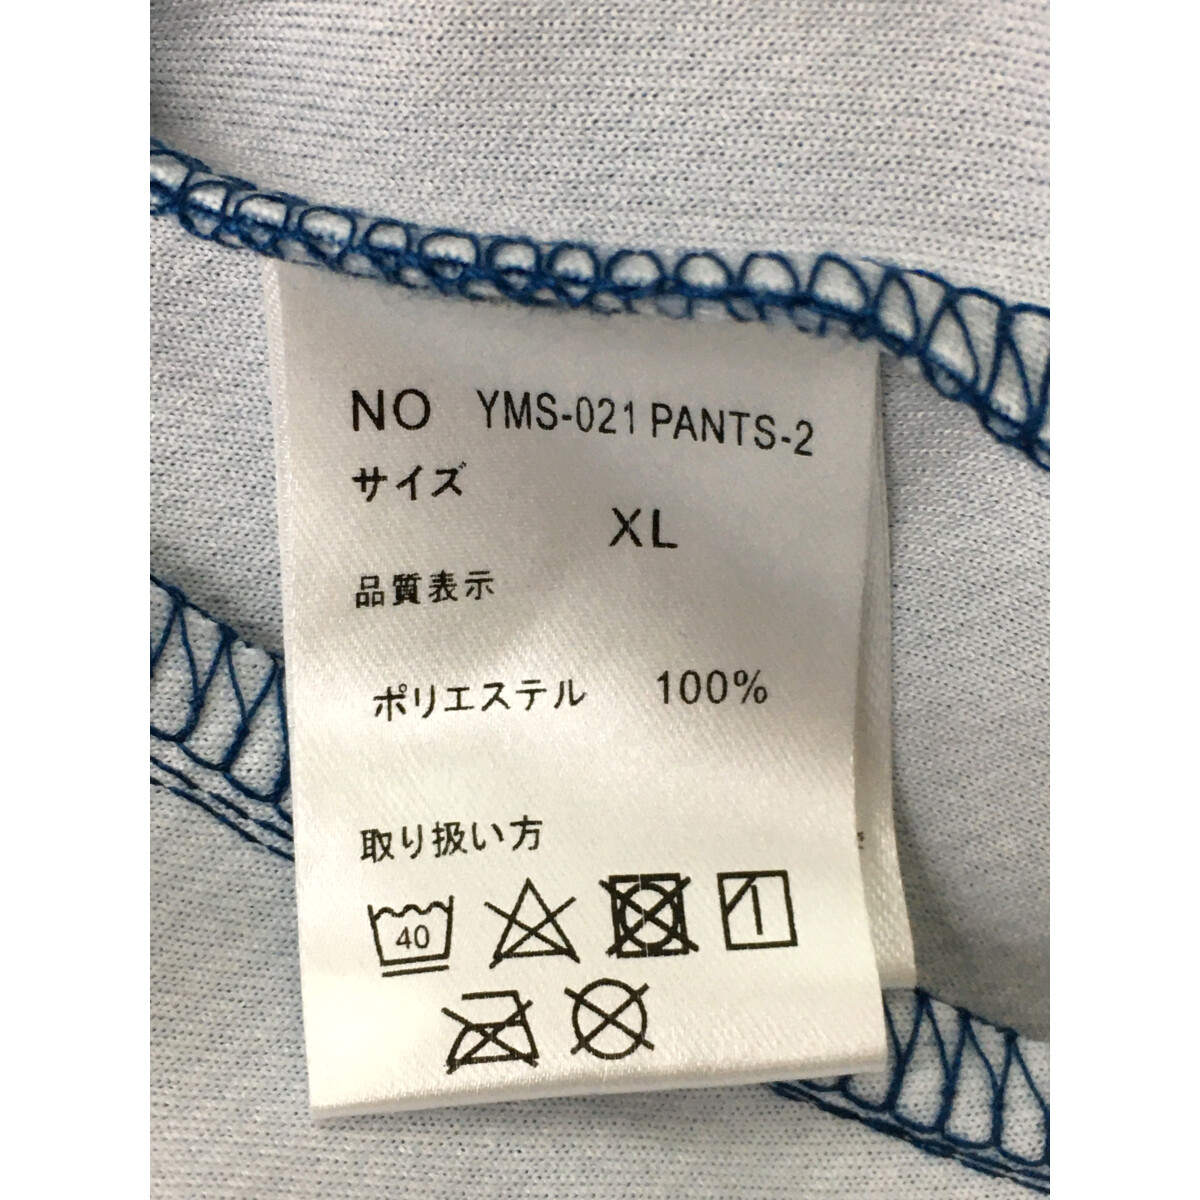 NO YMS-021 PANTS-2
サイズ
XL
品質表示
ポリエステル 100%
取り扱い方
40